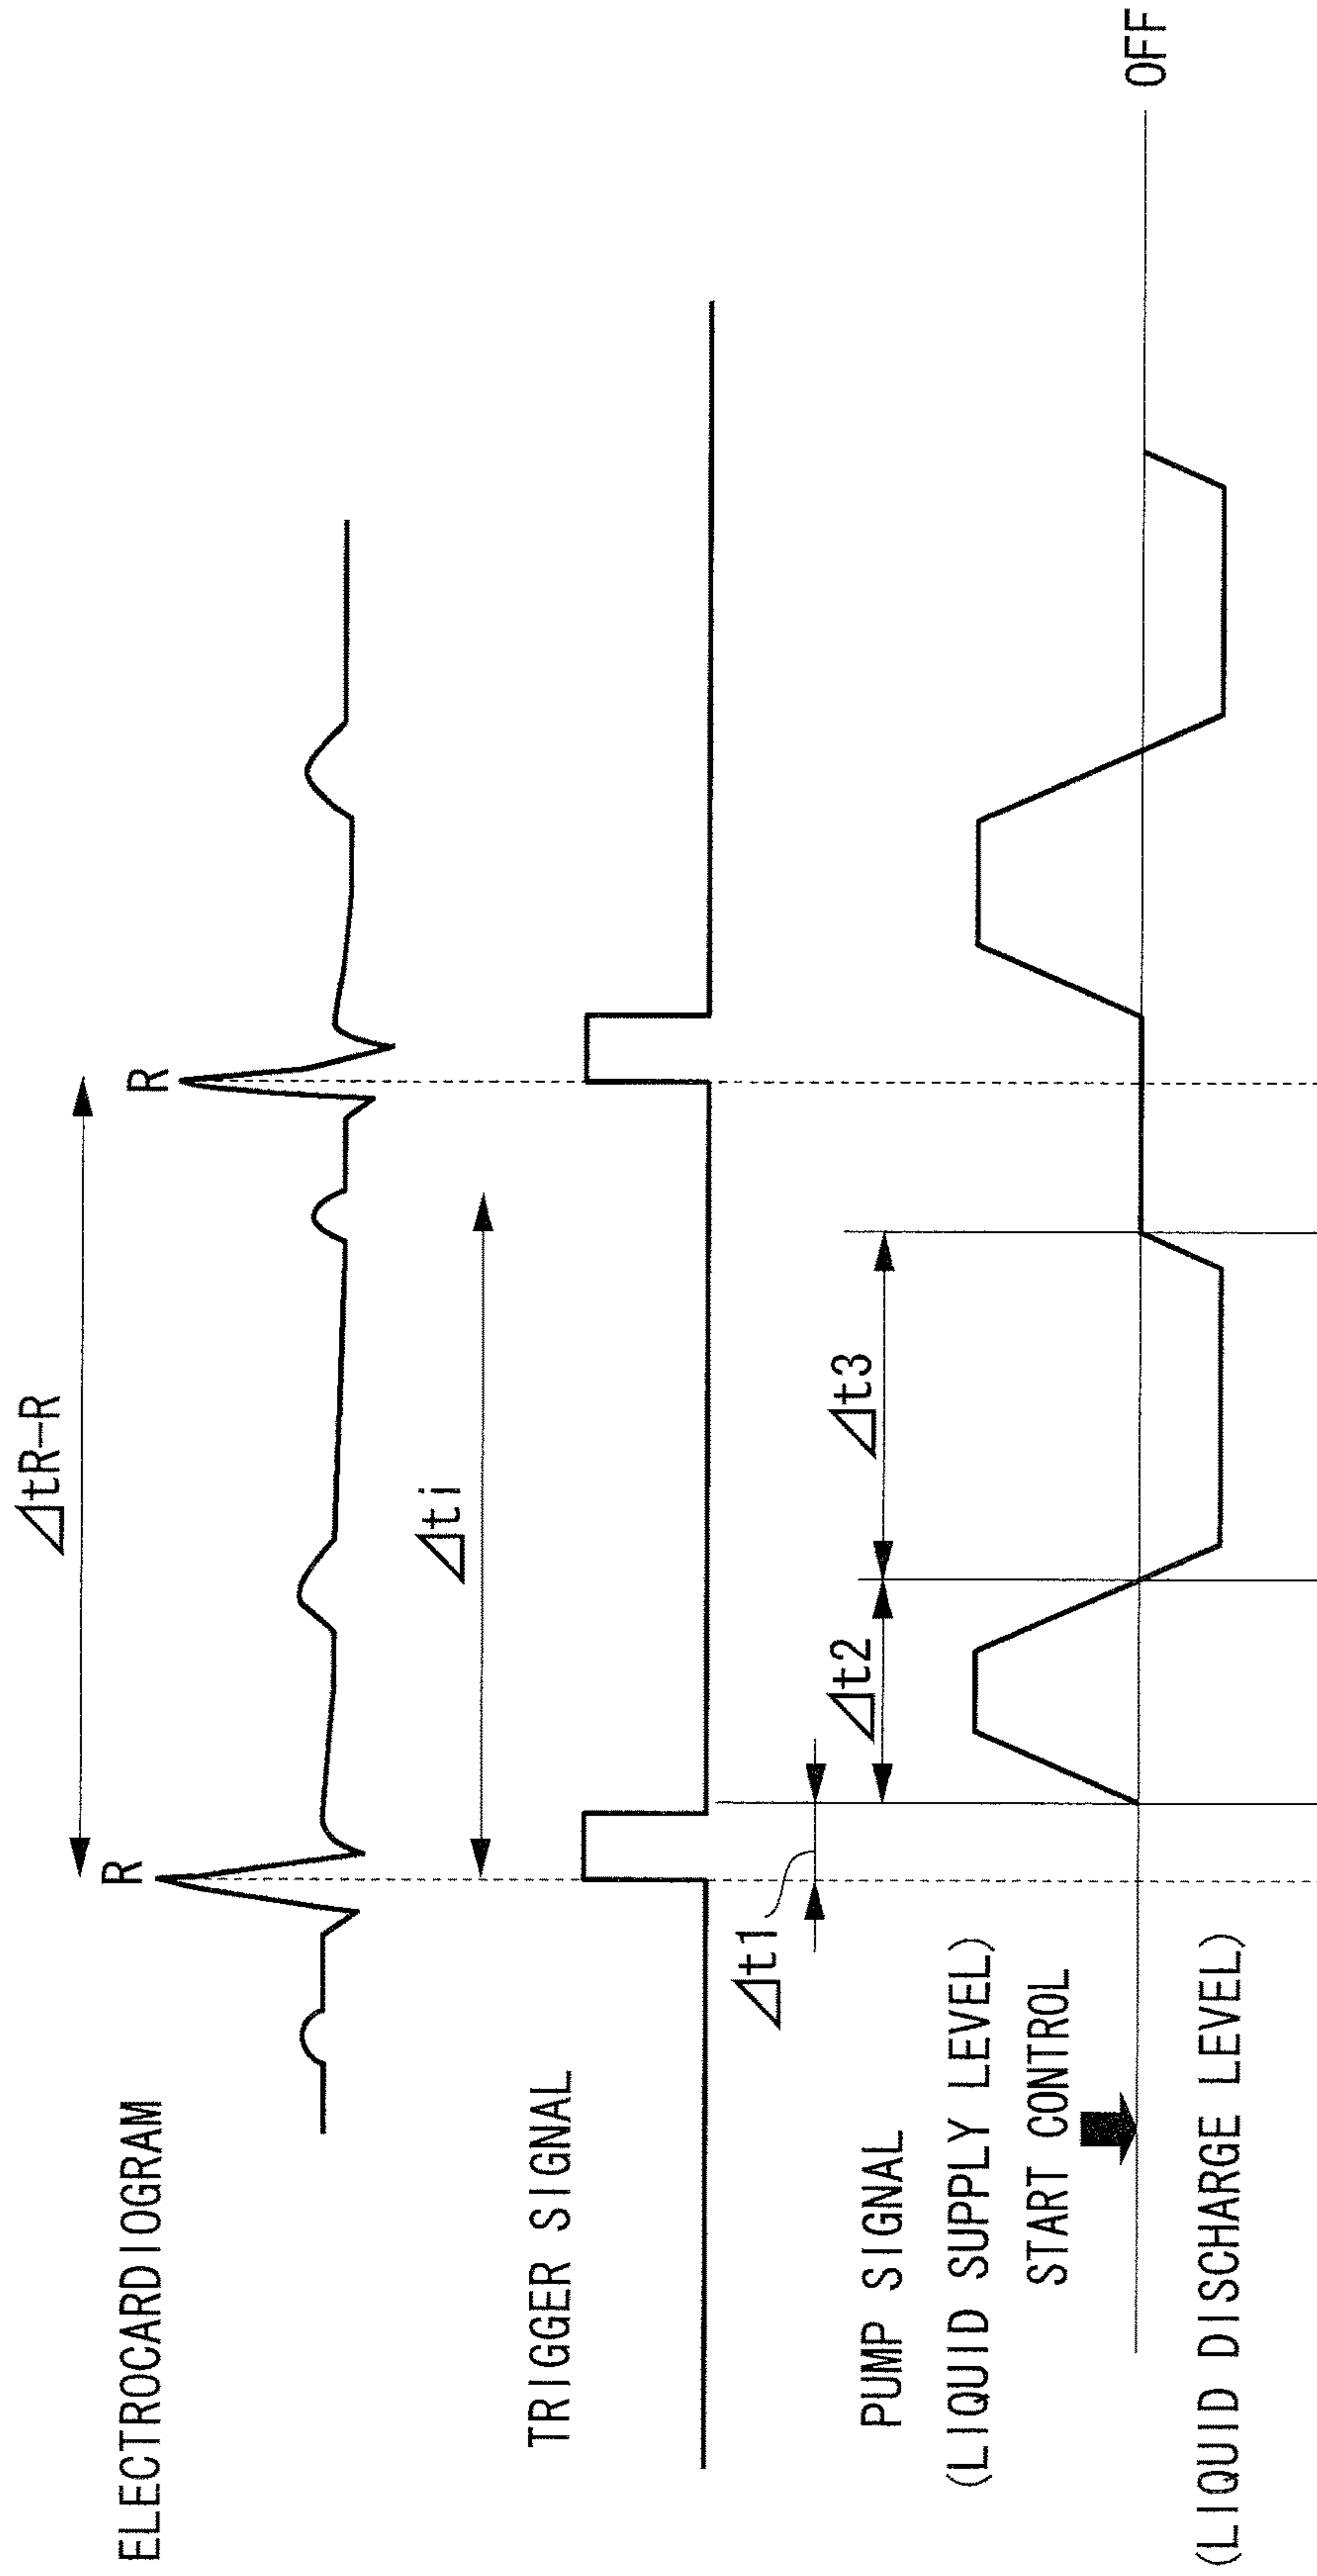 ΔtR-R
ELECTROCARDIOGRAM
R
R
Δti
TRIGGER SIGNAL
Δt1
Δt2
Δt3
PUMP SIGNAL
(LIQUID SUPPLY LEVEL)
START CONTROL
OFF
(LIQUID DISCHARGE LEVEL)